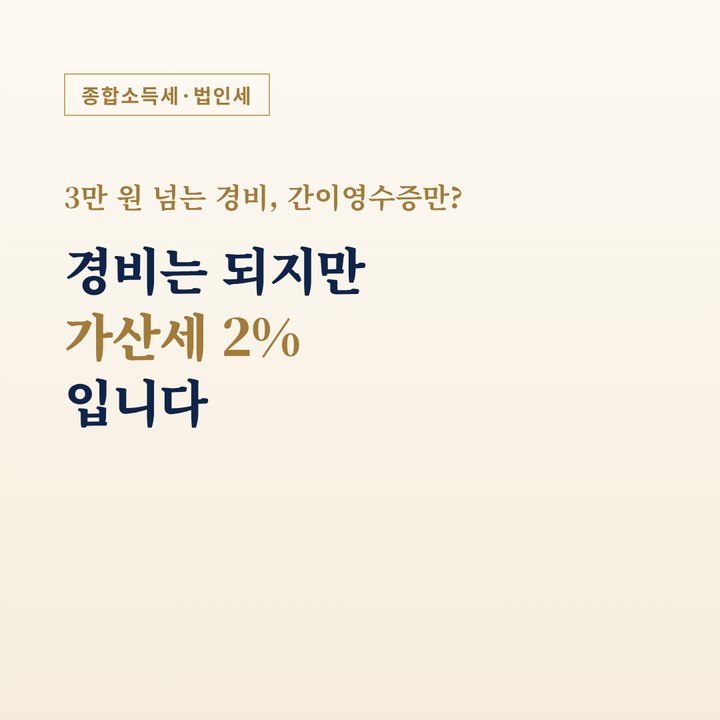 종합소득세·법인세
3만 원 넘는 경비, 간이영수증만?
경비는 되지만
가산세 2%
입니다